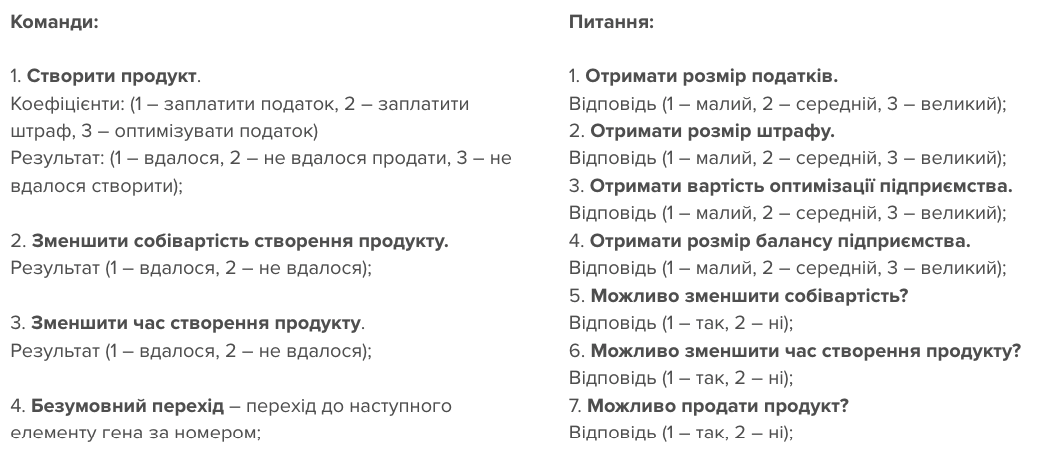 Команди:
1. Створити продукт.
Коефіцієнти: (1 – заплатити податок, 2 – заплатити
штраф, 3 – оптимізувати податок)
Результат: (1 – вдалося, 2 – не вдалося продати, 3 – не
вдалося створити);
2. Зменшити собівартість створення продукту.
Результат (1 – вдалося, 2 – не вдалося);
3. Зменшити час створення продукту.
Результат (1 – вдалося, 2 – не вдалося);
4. Безумовний перехід – перехід до наступного
елементу гена за номером;
Питання:
1. Отримати розмір податків.
Відповідь (1 – малий, 2 – середній, 3 – великий);
2. Отримати розмір штрафу.
Відповідь (1 – малий, 2 – середній, 3 – великий);
3. Отримати вартість оптимізації підприємства.
Відповідь (1 – малий, 2 – середній, 3 – великий);
4. Отримати розмір балансу підприємства.
Відповідь (1 – малий, 2 – середній, 3 – великий);
5. Можливо зменшити собівартість?
Відповідь (1 – так, 2 – ні);
6. Можливо зменшити час створення продукту?
Відповідь (1 – так, 2 – ні);
7. Можливо продати продукт?
Відповідь (1 – так, 2 – ні);